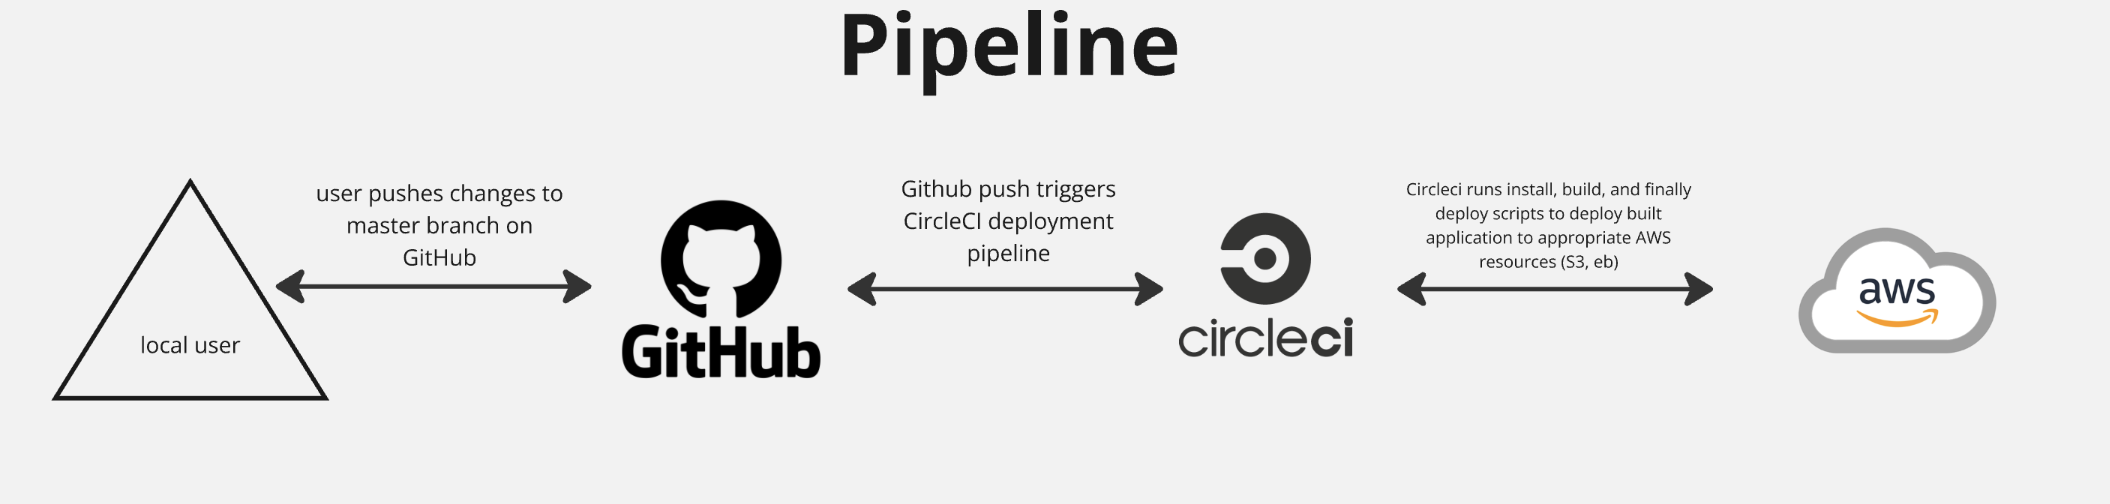 Pipeline
user pushes changes to
master branch on
GitHub
Github push triggers
CircleCI deployment
pipeline
Circleci runs install, build, and finally
deploy scripts to deploy built
application to appropriate AWS
resources (S3, eb)
local user
GitHub
circleci
aws